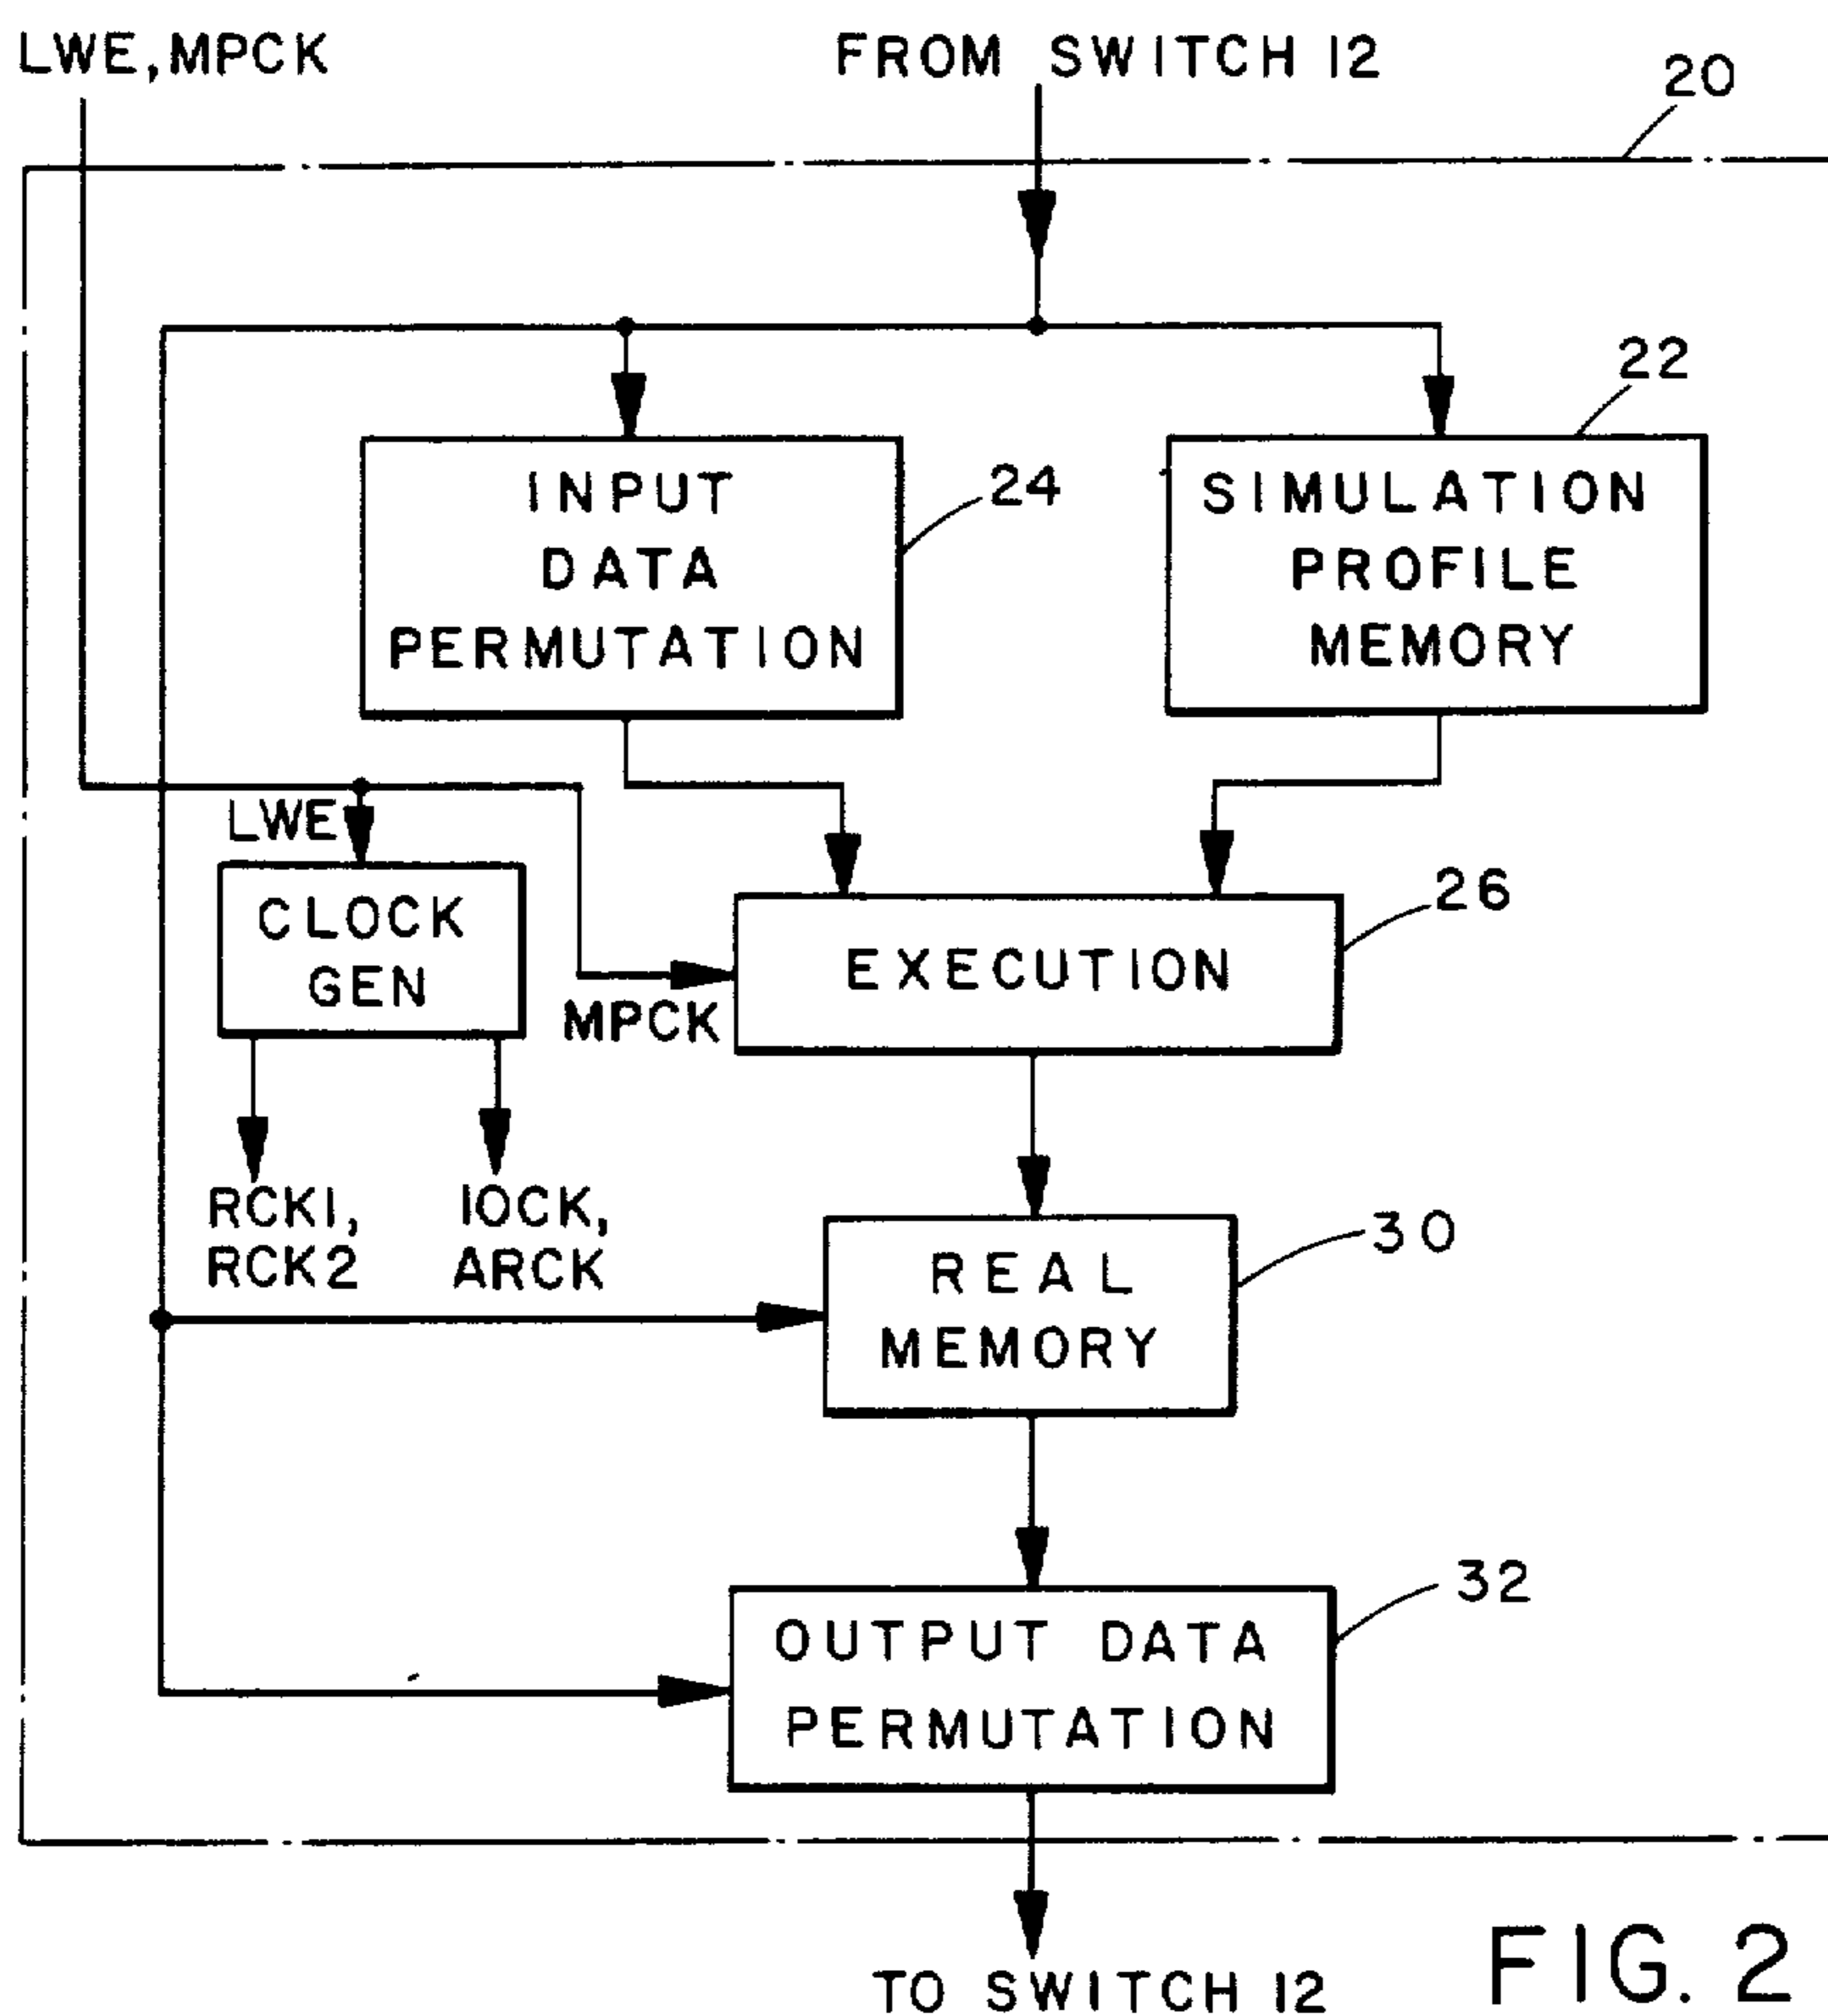 LWE, MPCK
FROM SWITCH 12
20
22
INPUT
DATA
PERMUTATION
24
SIMULATION
PROFILE
MEMORY
LWE
CLOCK
GEN
MPCK
EXECUTION
26
RCK1,
RCK2
IOCK,
ARCK
REAL
MEMORY
30
OUTPUT DATA
PERMUTATION
32
TO SWITCH 12
FIG. 2